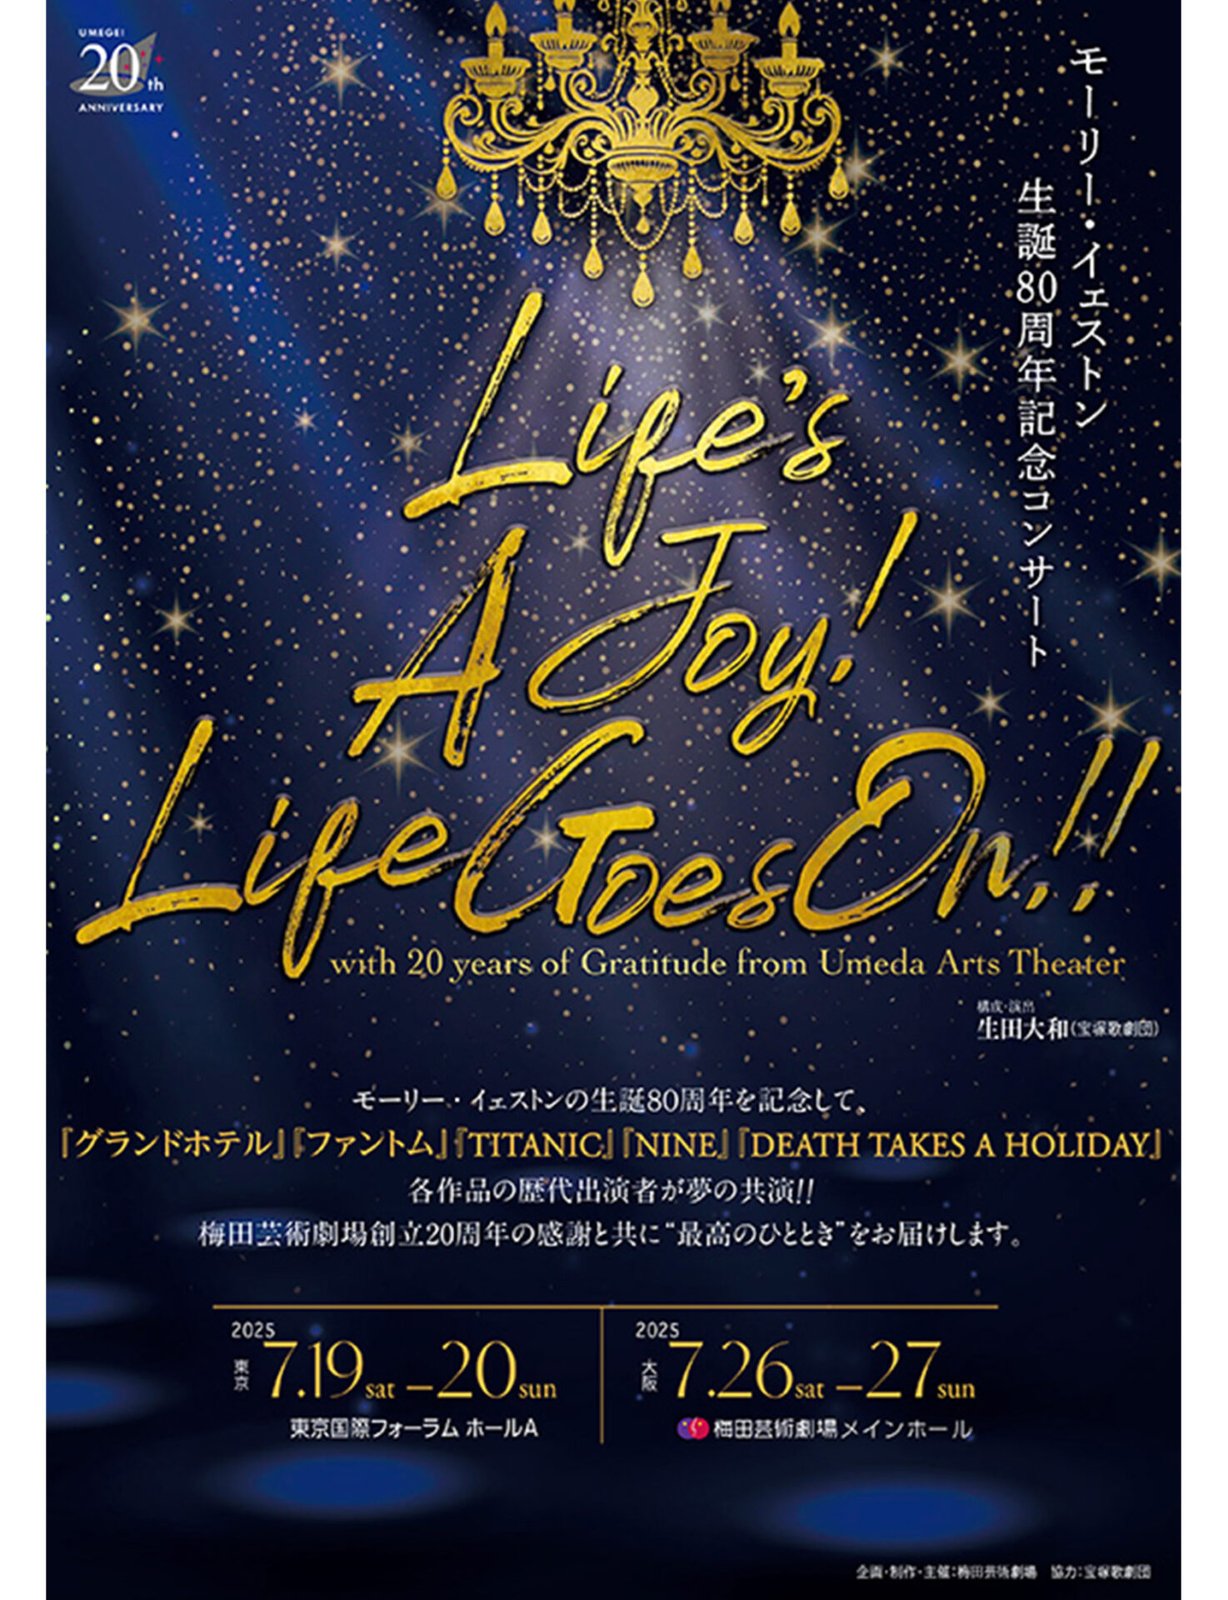 UMEGEI
20th
ANNIVERSARY
モーリー・イェストン
生誕80周年記念コンサート
Life's
A Joy!
Life Goes On!!
with 20 years of Gratitude from Umeda Arts Theater
構成・演出
生田大和(宝塚歌劇団)
モーリー・イェストンの生誕80周年を記念して、
『グランドホテル』『ファントム』『TITANIC』『NINE』『DEATH TAKES A HOLIDAY』
各作品の歴代出演者が夢の共演!!
梅田芸術劇場創立20周年の感謝と共に“最高のひととき”をお届けします。
2025
東京 7.19sat–20sun
東京国際フォーラム ホールA
2025
大阪 7.26sat–27sun
梅田芸術劇場メインホール
企画・制作・主催:梅田芸術劇場 協力:宝塚歌劇団